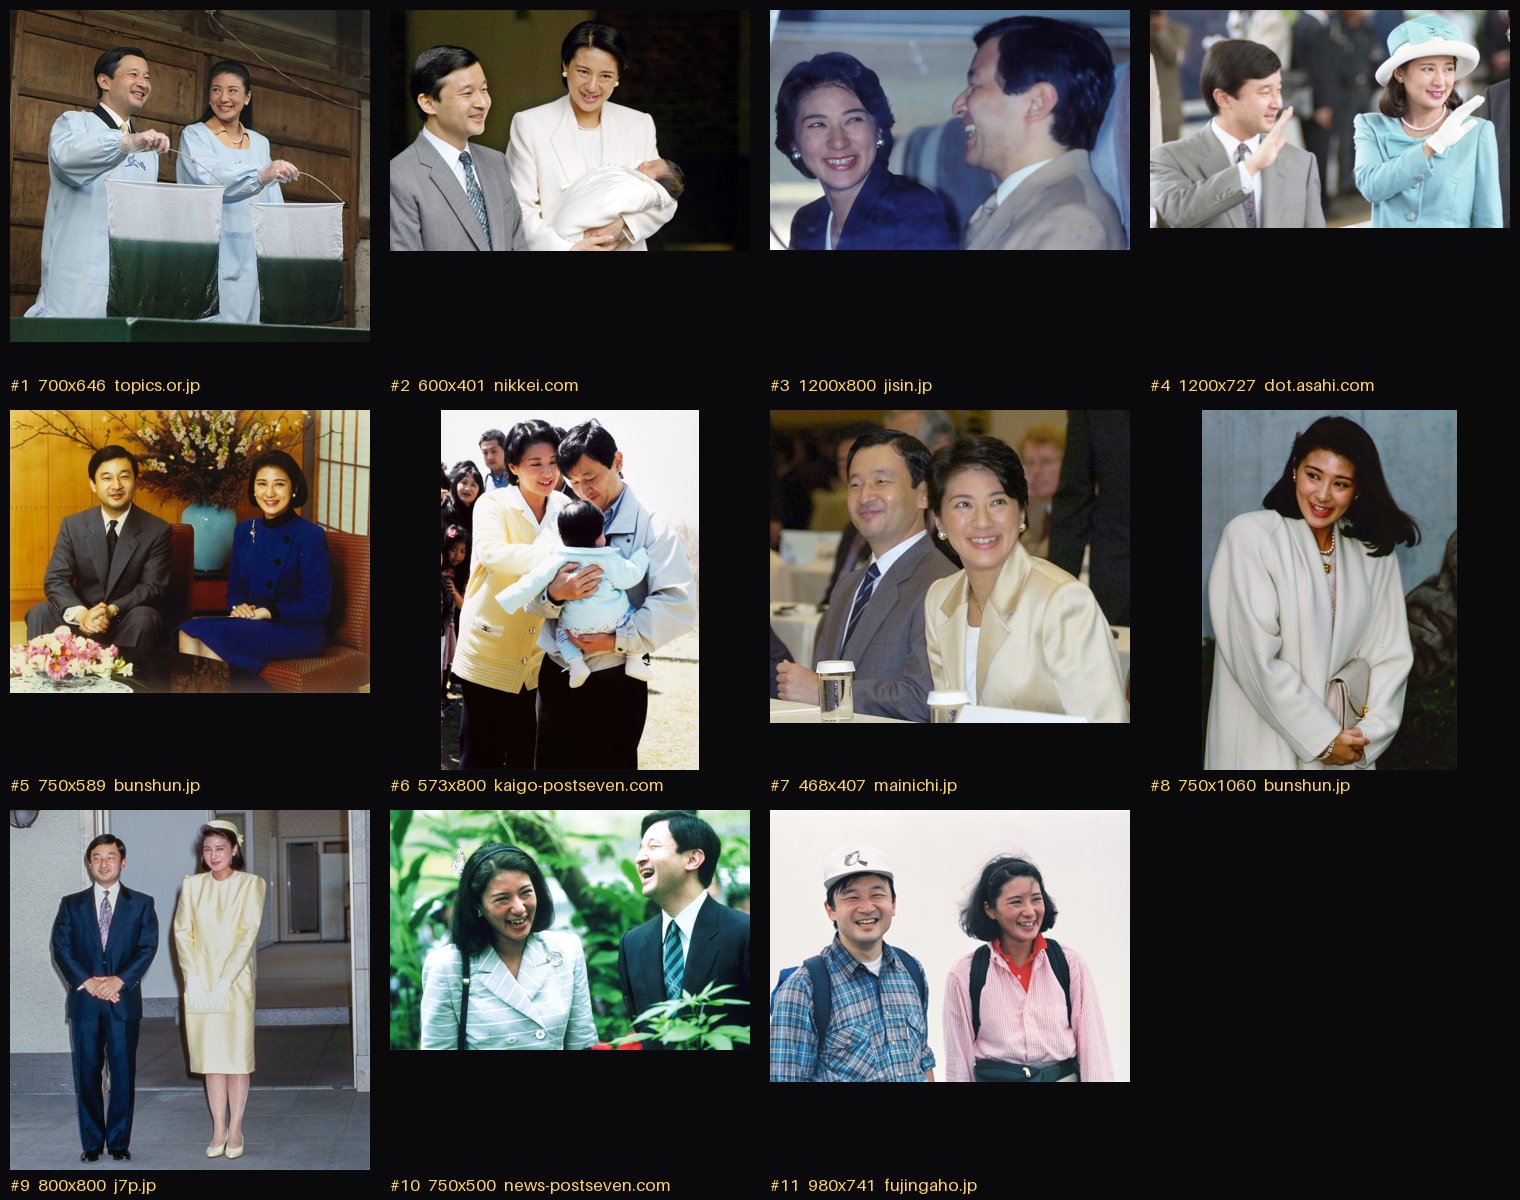 #1 700x646 topics.or.jp
#2 600x401 nikkei.com
#3 1200x800 jisin.jp
#4 1200x727 dot.asahi.com
#5 750x589 bunshun.jp
#6 573x800 kaigo-postseven.com
#7 468x407 mainichi.jp
#8 750x1060 bunshun.jp
#9 800x800 j7p.jp
#10 750x500 news-postseven.com
#11 980x741 fujingaho.jp